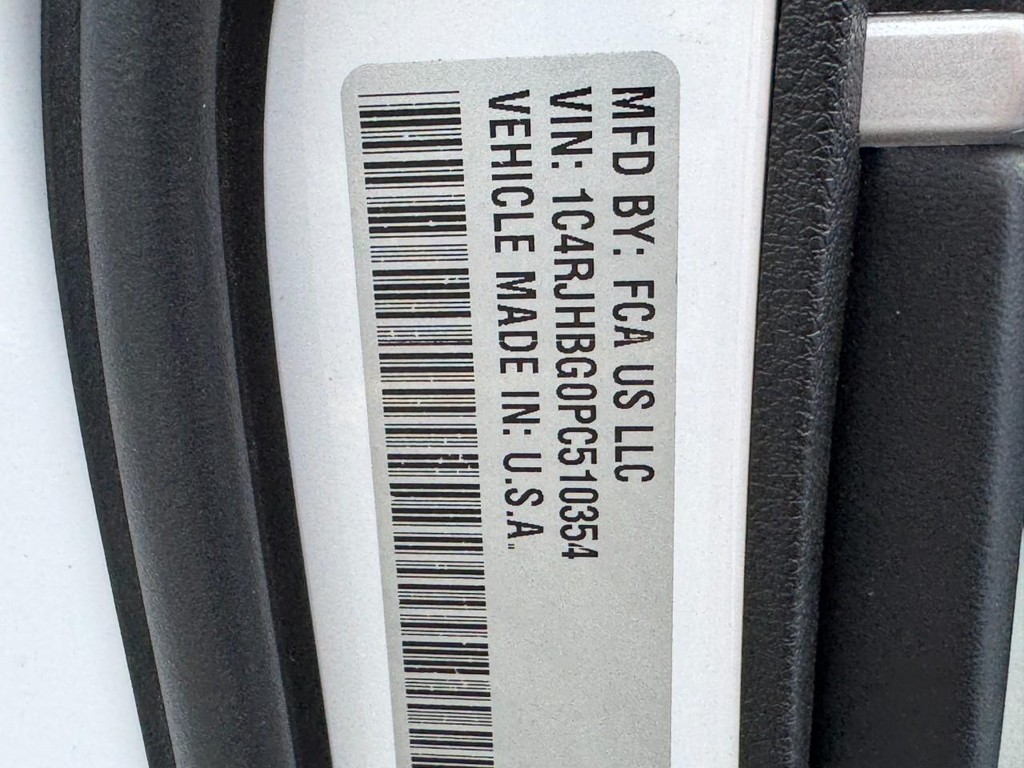 MFD BY: FCA US LLC
VIN: 1C4RJHBG0PC510354
VEHICLE MADE IN: U.S.A.